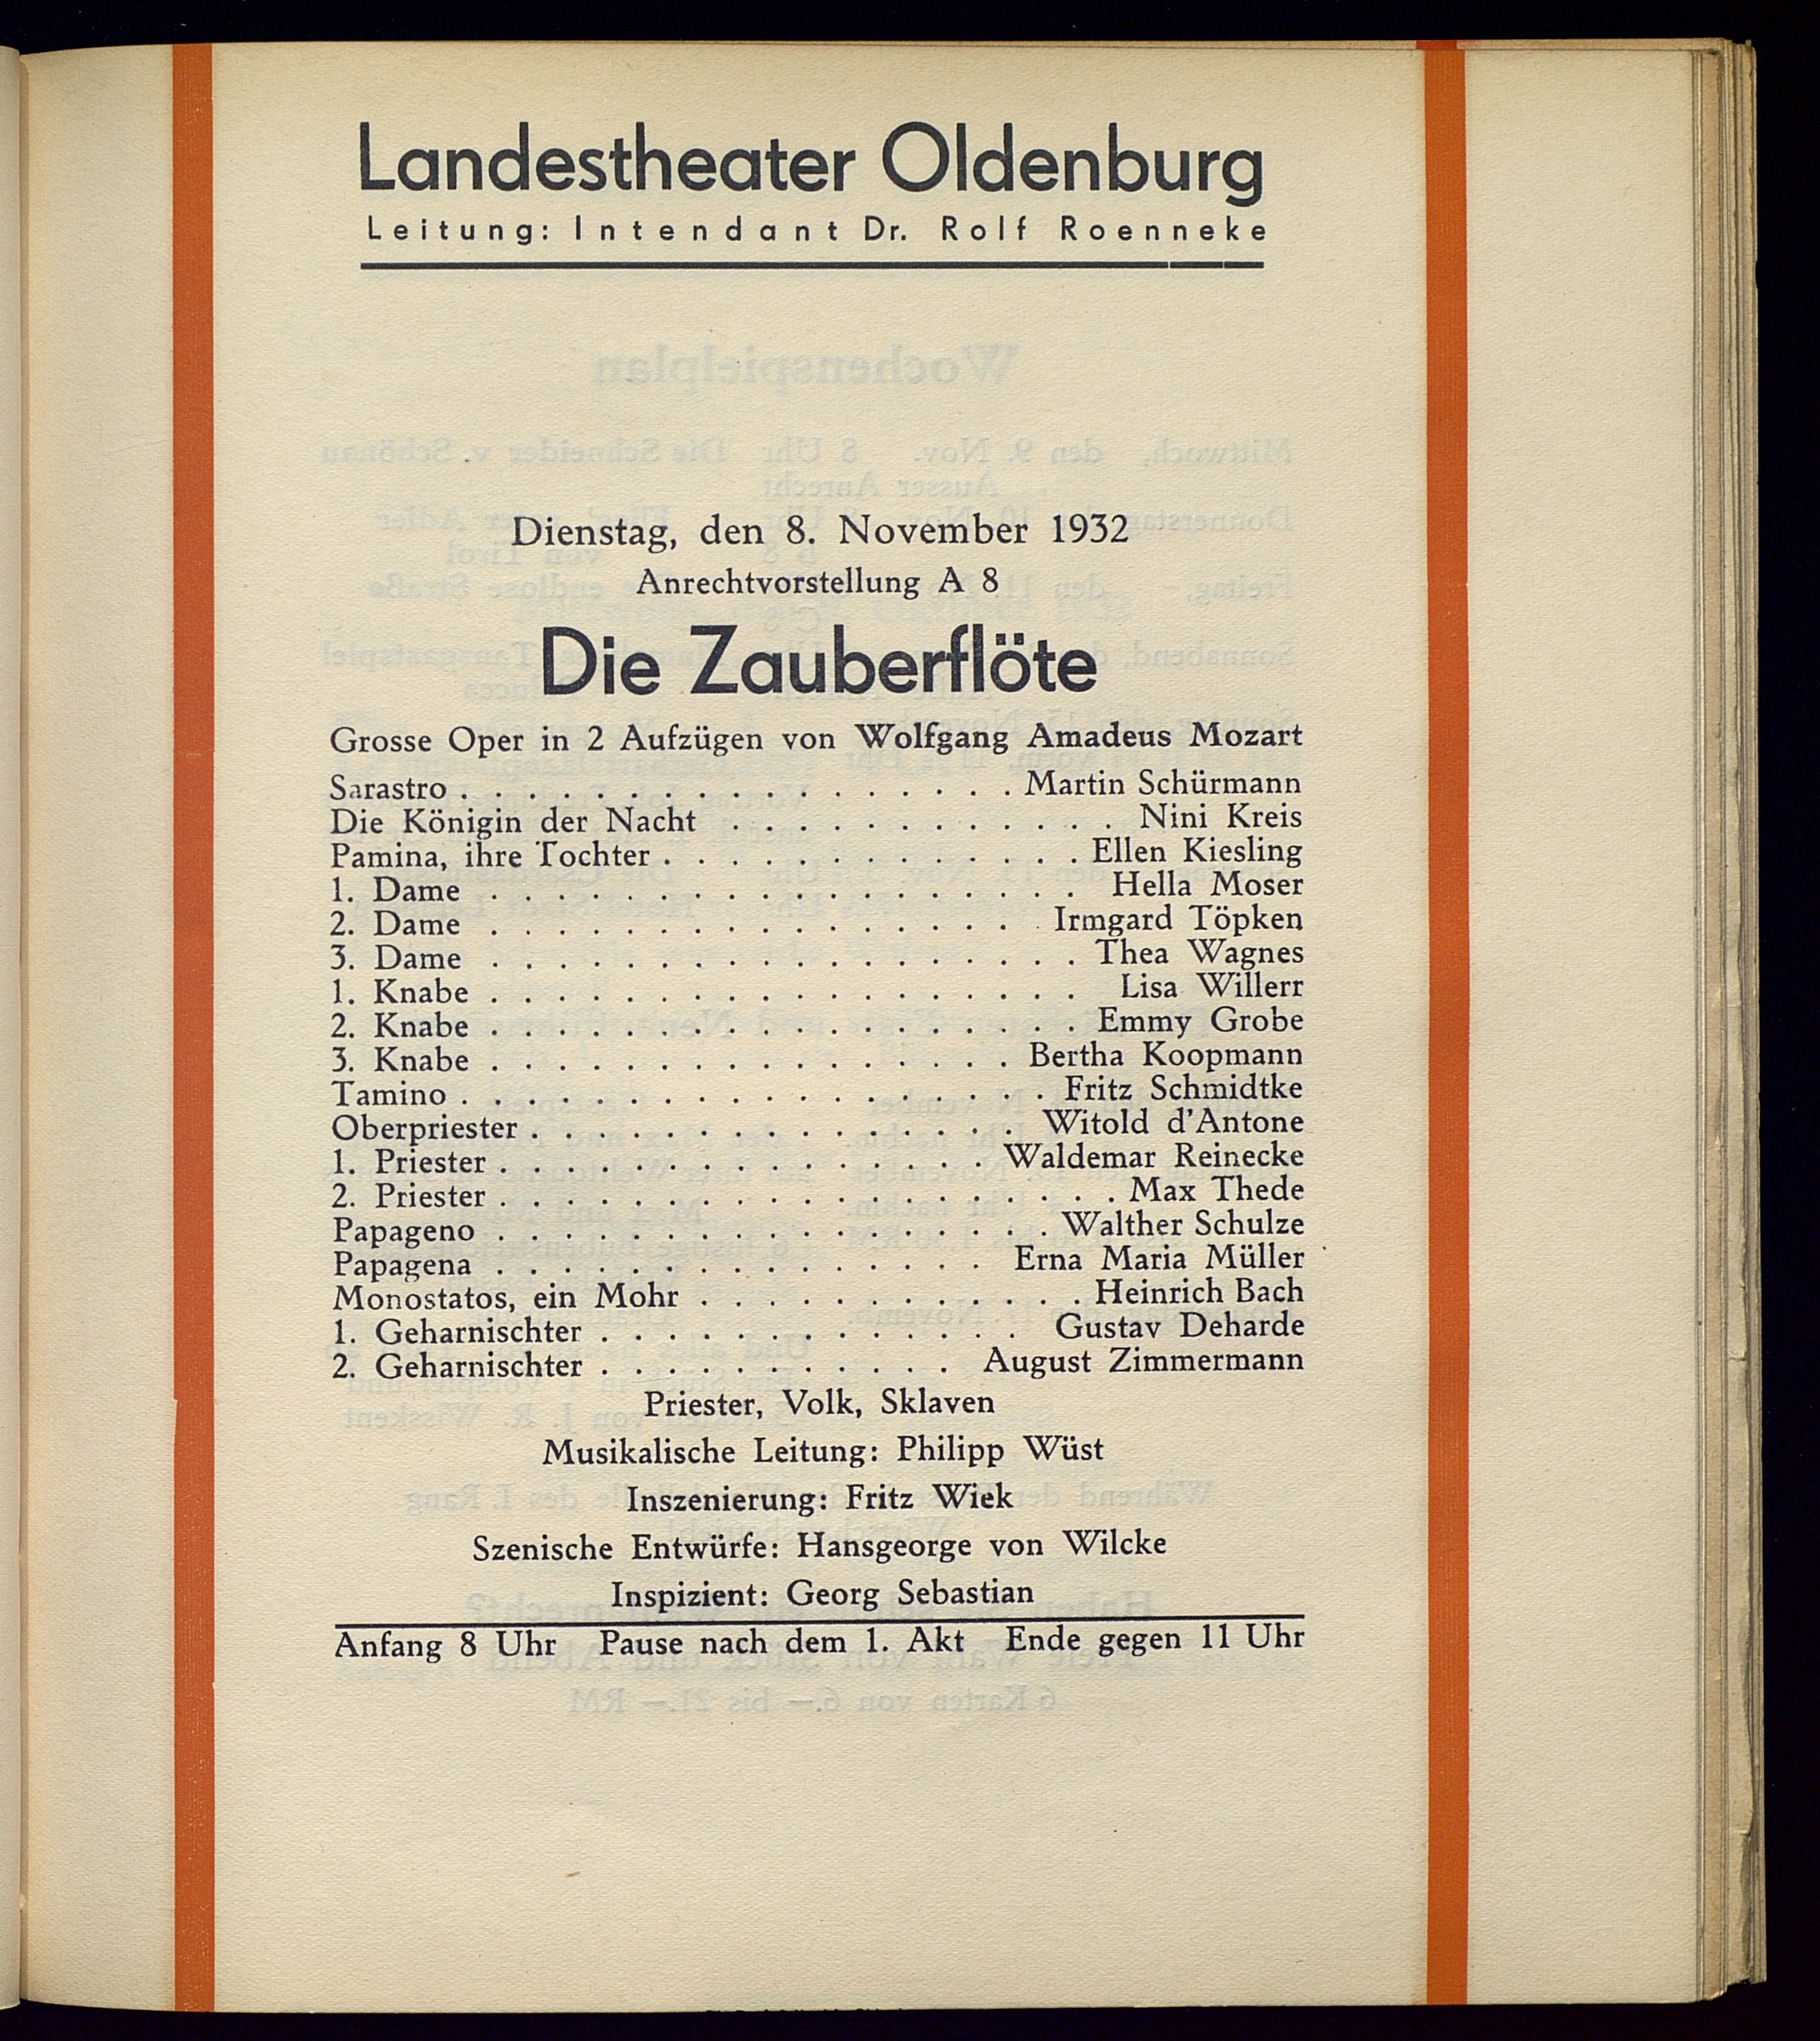 Landestheater Oldenburg
Leitung: Intendant Dr. Rolf Roenneke
Dienstag, den 8. November 1932
Anrechtvorstellung A 8
Die Zauberflöte
Grosse Oper in 2 Aufzügen von Wolfgang Amadeus Mozart
Sarastro . . . . . . . . . . . . . . . . . Martin Schürmann
Die Königin der Nacht . . . . . . . . . . . . Nini Kreis
Pamina, ihre Tochter . . . . . . . . . . . . . Ellen Kiesling
1. Dame . . . . . . . . . . . . . . . . . . Hella Moser
2. Dame . . . . . . . . . . . . . . . . . Irmgard Töpken
3. Dame . . . . . . . . . . . . . . . . . . Thea Wagnes
1. Knabe . . . . . . . . . . . . . . . . . . Lisa Willerr
2. Knabe . . . . . . . . . . . . . . . . . . Emmy Grobe
3. Knabe . . . . . . . . . . . . . . . . Bertha Koopmann
Tamino . . . . . . . . . . . . . . . . . . Fritz Schmidtke
Oberpriester . . . . . . . . . . . . . . . Witold d'Antone
1. Priester . . . . . . . . . . . . . . . Waldemar Reinecke
2. Priester . . . . . . . . . . . . . . . . . . . Max Thede
Papageno . . . . . . . . . . . . . . . . . Walther Schulze
Papagena . . . . . . . . . . . . . . . Erna Maria Müller
Monostatos, ein Mohr . . . . . . . . . . . . Heinrich Bach
1. Geharnischter . . . . . . . . . . . . . Gustav Deharde
2. Geharnischter . . . . . . . . . . . August Zimmermann
Priester, Volk, Sklaven
Musikalische Leitung: Philipp Wüst
Inszenierung: Fritz Wiek
Szenische Entwürfe: Hansgeorge von Wilcke
Inspizient: Georg Sebastian
Anfang 8 Uhr Pause nach dem 1. Akt Ende gegen 11 Uhr